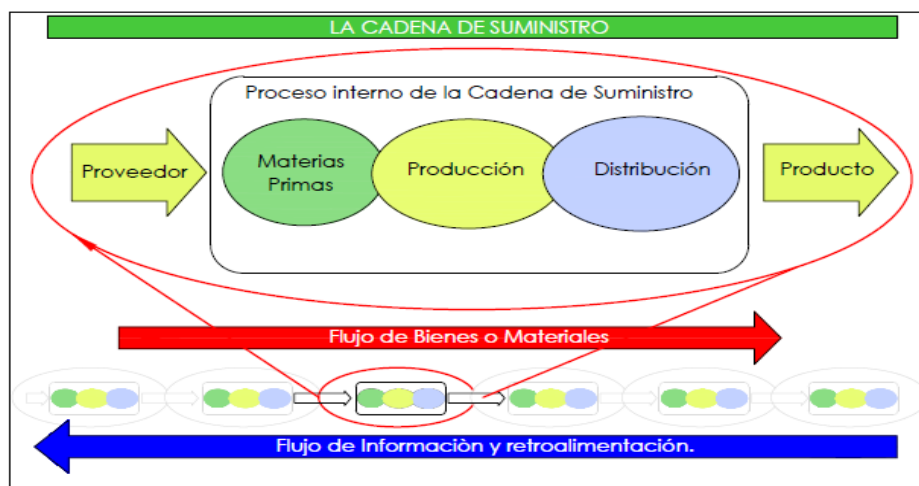 LA CADENA DE SUMINISTRO
Proceso interno de la Cadena de Suministro
Proveedor
Materias
Primas
Producción
Distribución
Producto
Flujo de Bienes o Materiales
Flujo de Informaciòn y retroalimentación.